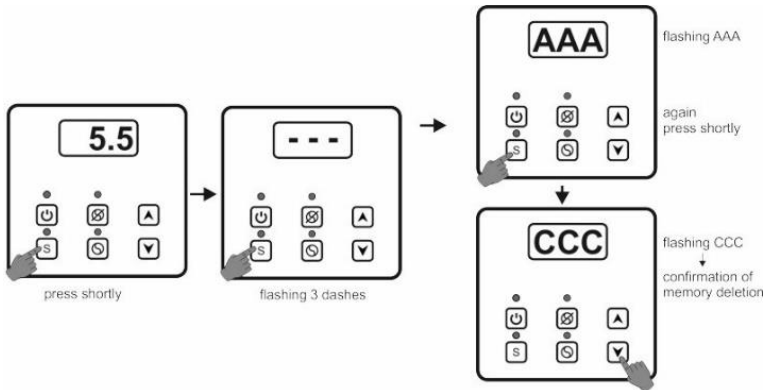 5.5
S
press shortly
- - -
S
flashing 3 dashes
AAA
flashing AAA
again
press shortly
S
CCC
flashing CCC
confirmation of
memory deletion
S